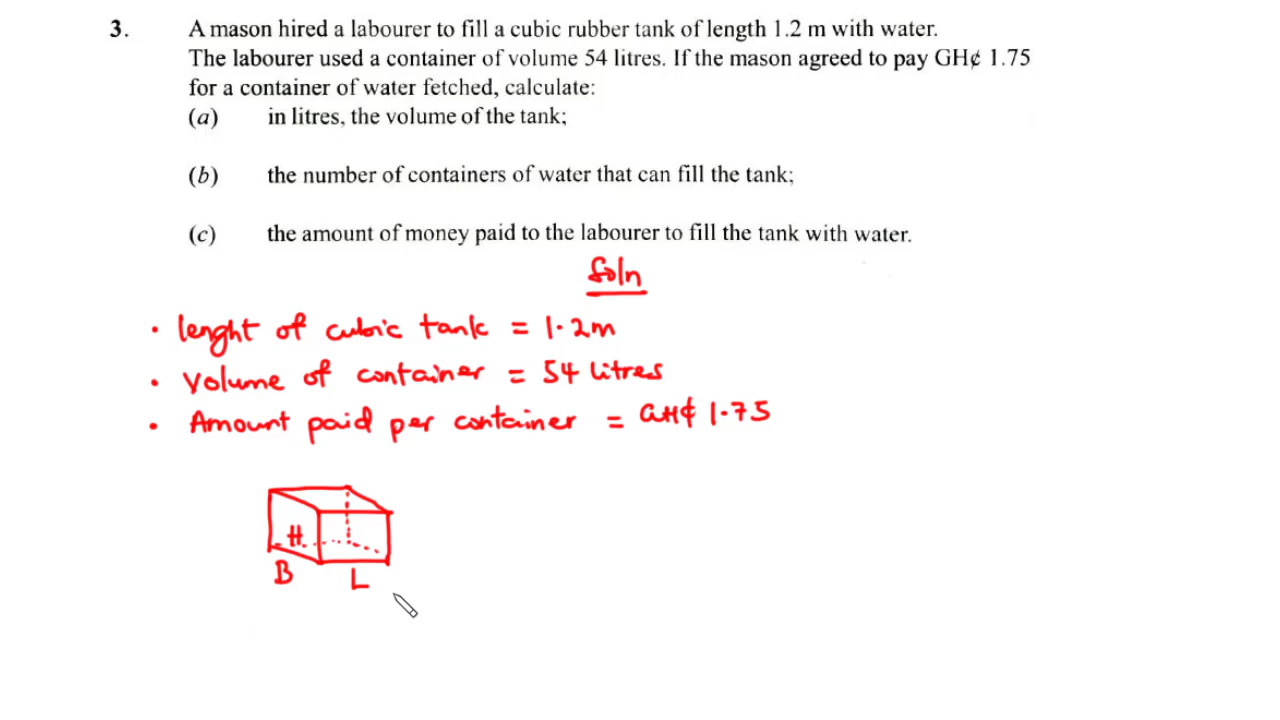 3. A mason hired a labourer to fill a cubic rubber tank of length 1.2 m with water.
The labourer used a container of volume 54 litres. If the mason agreed to pay GH¢ 1.75
for a container of water fetched, calculate:
(a) in litres, the volume of the tank;
(b) the number of containers of water that can fill the tank;
(c) the amount of money paid to the labourer to fill the tank with water.
Soln
• lenght of cubic tank = 1.2m
• Volume of container = 54 litres
• Amount paid per container = GH¢ 1.75
H
B L